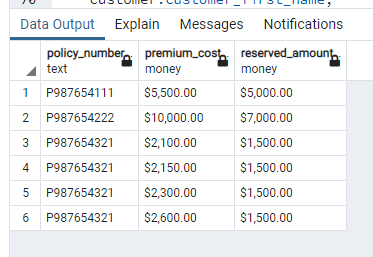 Data Output Explain Messages Notifications
policy_number premium_cost reserved_amount
text money money
1 P987654111 $5,500.00 $5,000.00
2 P987654222 $10,000.00 $7,000.00
3 P987654321 $2,100.00 $1,500.00
4 P987654321 $2,150.00 $1,500.00
5 P987654321 $2,300.00 $1,500.00
6 P987654321 $2,600.00 $1,500.00